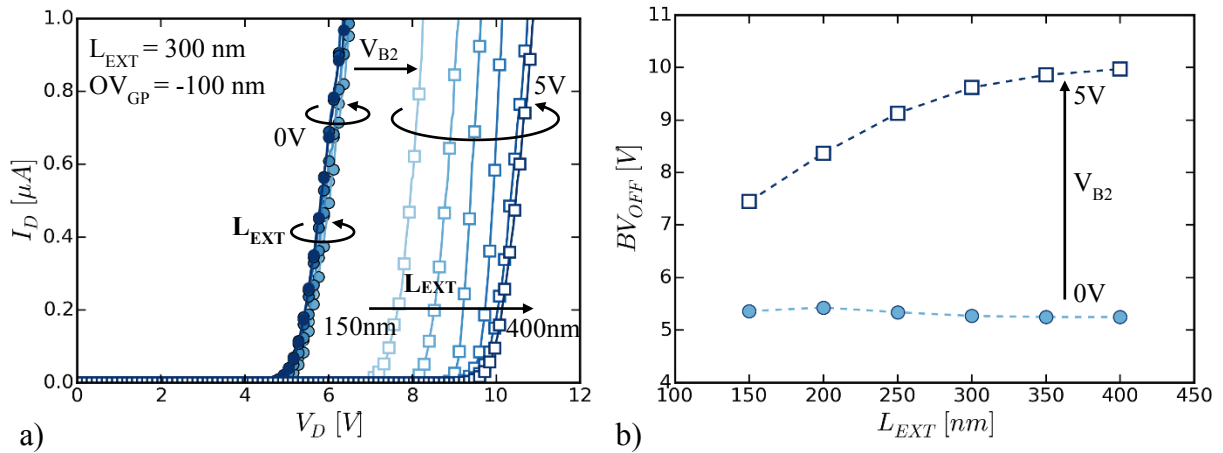 L_EXT = 300 nm
OV_GP = -100 nm
V_B2
5V
0V
L_EXT
L_EXT
150nm
400nm
I_D [μA]
1.0
0.8
0.6
0.4
0.2
0.0
0 2 4 6 8 10 12
V_D [V]
a)
BV_OFF [V]
11
10
9
8
7
6
5
4
5V
V_B2
0V
100 150 200 250 300 350 400 450
L_EXT [nm]
b)